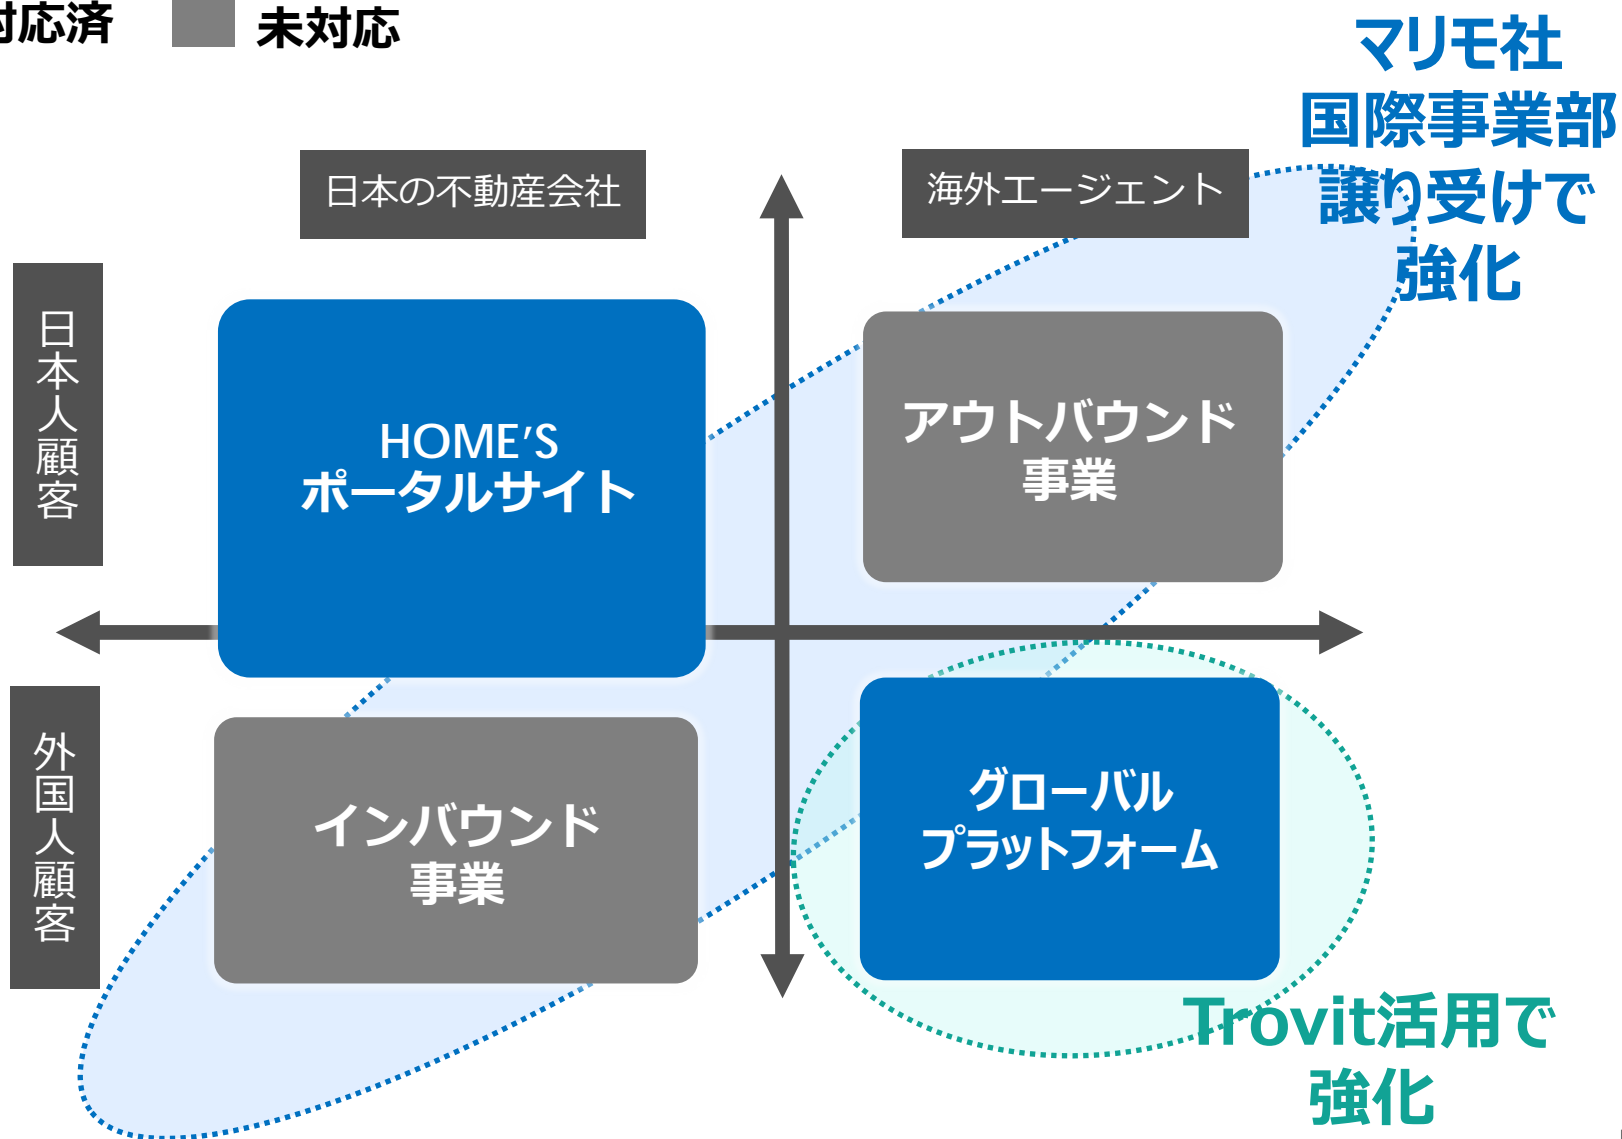 対応済
未対応
マリモ社
国際事業部
譲り受けで
強化
日本の不動産会社
海外エージェント
日本人顧客
HOME'S
ポータルサイト
アウトバウンド
事業
外国人顧客
インバウンド
事業
グローバル
プラットフォーム
Trovit活用で
強化